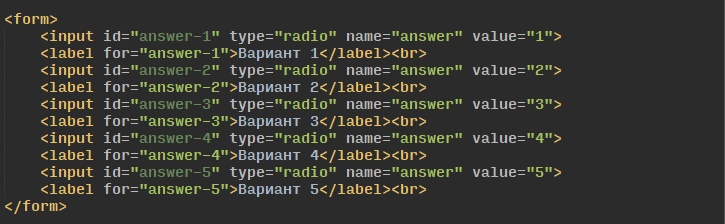 <form>
    <input id="answer-1" type="radio" name="answer" value="1">
    <label for="answer-1">Вариант 1</label><br>
    <input id="answer-2" type="radio" name="answer" value="2">
    <label for="answer-2">Вариант 2</label><br>
    <input id="answer-3" type="radio" name="answer" value="3">
    <label for="answer-3">Вариант 3</label><br>
    <input id="answer-4" type="radio" name="answer" value="4">
    <label for="answer-4">Вариант 4</label><br>
    <input id="answer-5" type="radio" name="answer" value="5">
    <label for="answer-5">Вариант 5</label><br>
</form>